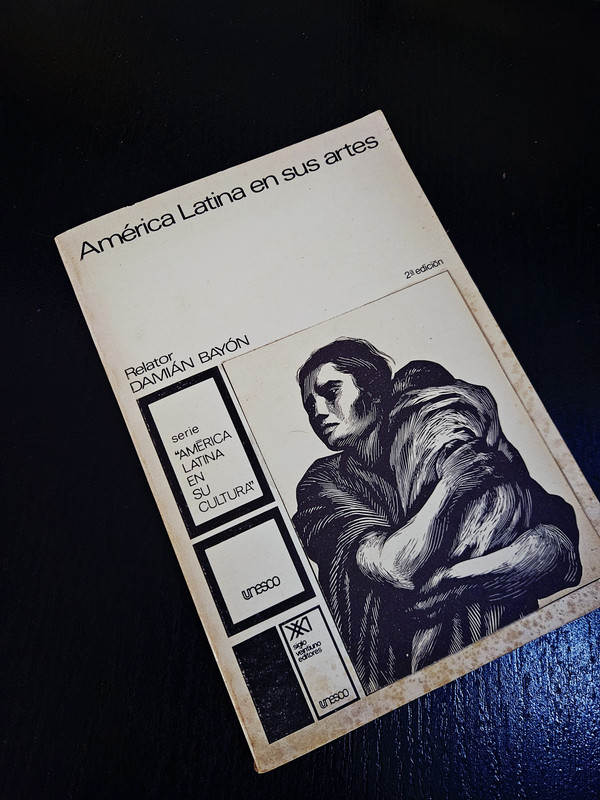 América Latina en sus artes
2ª edición
Relator
DAMIÁN BAYÓN
serie
"AMÉRICA
LATINA
EN
SU
CULTURA"
unesco
siglo
veintiuno
editores
unesco